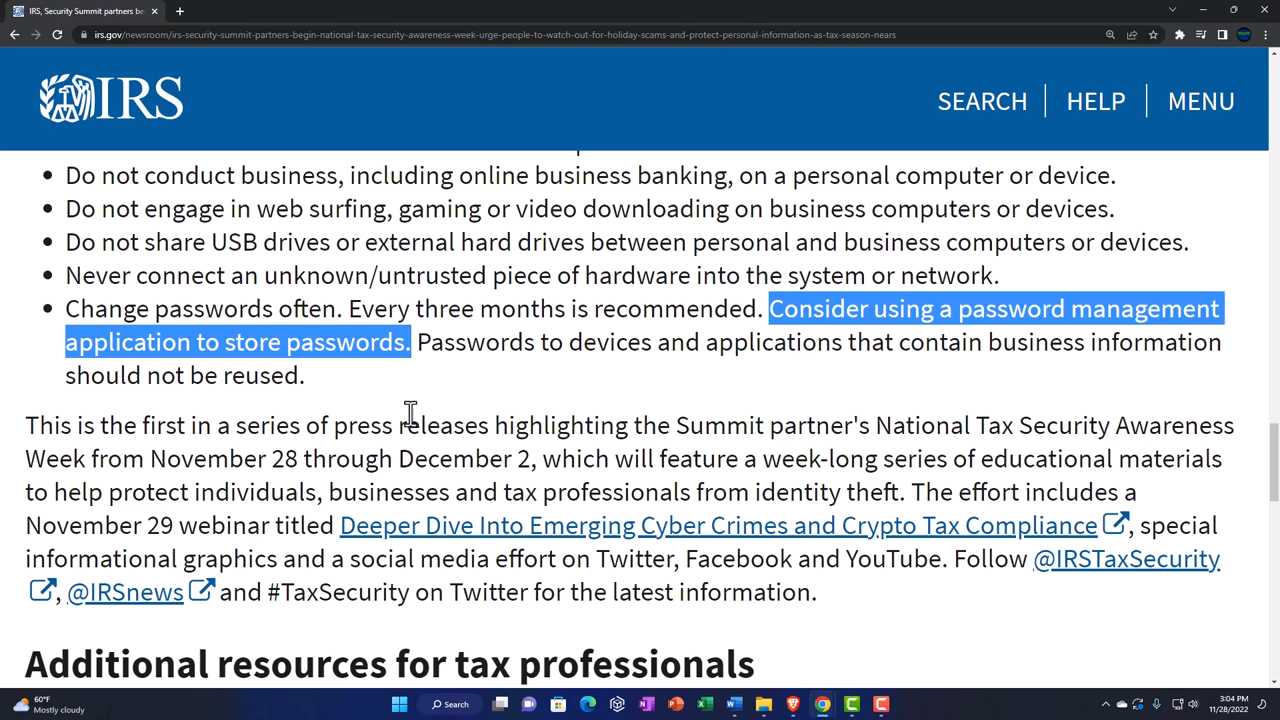 IRS, Security Summit partners be
irs.gov/newsroom/irs-security-summit-partners-begin-national-tax-security-awareness-week-urge-people-to-watch-out-for-holiday-scams-and-protect-personal-information-as-tax-season-nears
IRS
SEARCH
HELP
MENU
Do not conduct business, including online business banking, on a personal computer or device.
Do not engage in web surfing, gaming or video downloading on business computers or devices.
Do not share USB drives or external hard drives between personal and business computers or devices.
Never connect an unknown/untrusted piece of hardware into the system or network.
Change passwords often. Every three months is recommended. Consider using a password management
application to store passwords. Passwords to devices and applications that contain business information
should not be reused.
This is the first in a series of press releases highlighting the Summit partner's National Tax Security Awareness
Week from November 28 through December 2, which will feature a week-long series of educational materials
to help protect individuals, businesses and tax professionals from identity theft. The effort includes a
November 29 webinar titled Deeper Dive Into Emerging Cyber Crimes and Crypto Tax Compliance, special
informational graphics and a social media effort on Twitter, Facebook and YouTube. Follow @IRSTaxSecurity
, @IRSnews and #TaxSecurity on Twitter for the latest information.
Additional resources for tax professionals
60°F
Mostly cloudy
Search
3:04 PM
11/28/2022